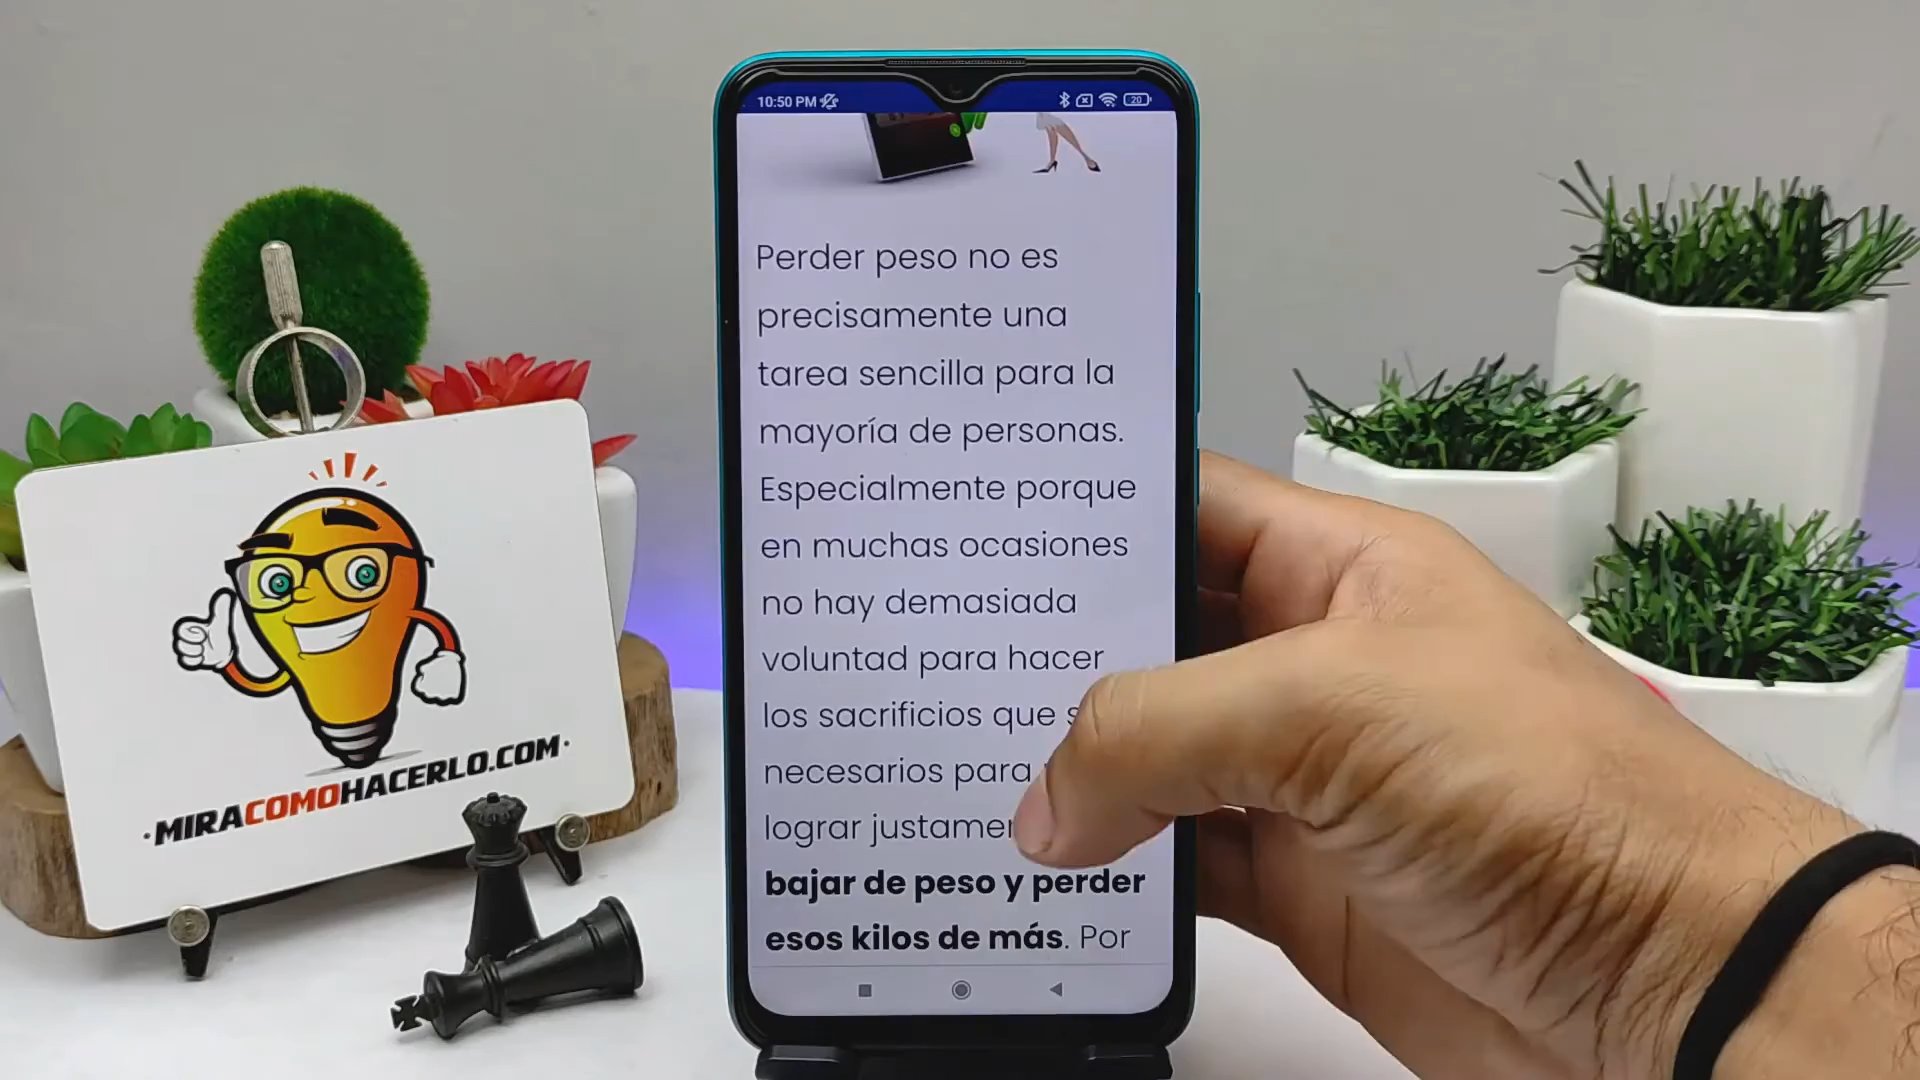 10:50 PM
20
Perder peso no es
precisamente una
tarea sencilla para la
mayoría de personas.
Especialmente porque
en muchas ocasiones
no hay demasiada
voluntad para hacer
los sacrificios que
necesarios para
lograr
bajar de peso y perder
esos kilos de más. Por
·MIRACOMOHACERLO.COM·